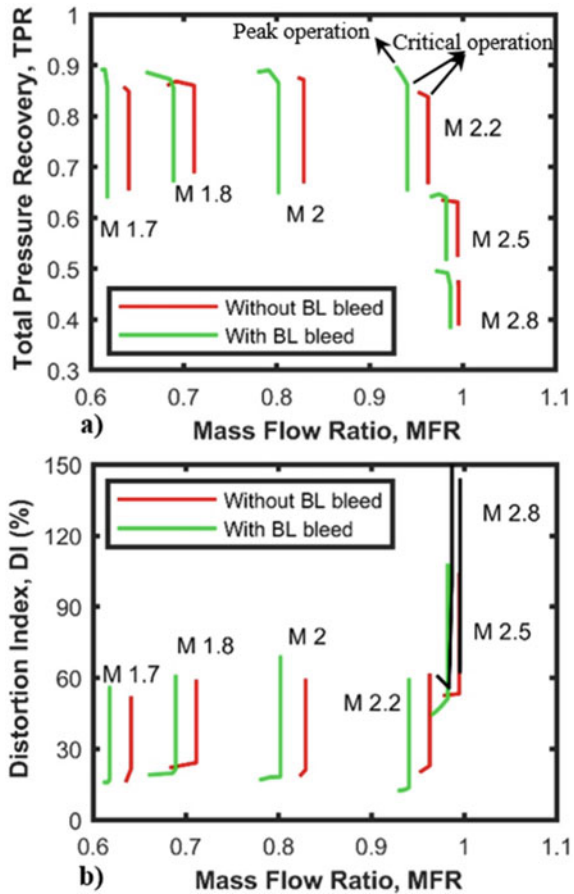 Peak operation
Critical operation
Total Pressure Recovery, TPR
1
0.9
0.8
0.7
0.6
0.5
0.4
0.3
M 2.2
M 1.8
M 2
M 1.7
M 2.5
M 2.8
Without BL bleed
With BL bleed
0.6 0.7 0.8 0.9 1 1.1
a)
Mass Flow Ratio, MFR
Distortion Index, DI (%)
150
120
90
60
30
0
Without BL bleed
With BL bleed
M 2.8
M 2
M 1.8
M 2.5
M 1.7
M 2.2
0.6 0.7 0.8 0.9 1 1.1
b)
Mass Flow Ratio, MFR